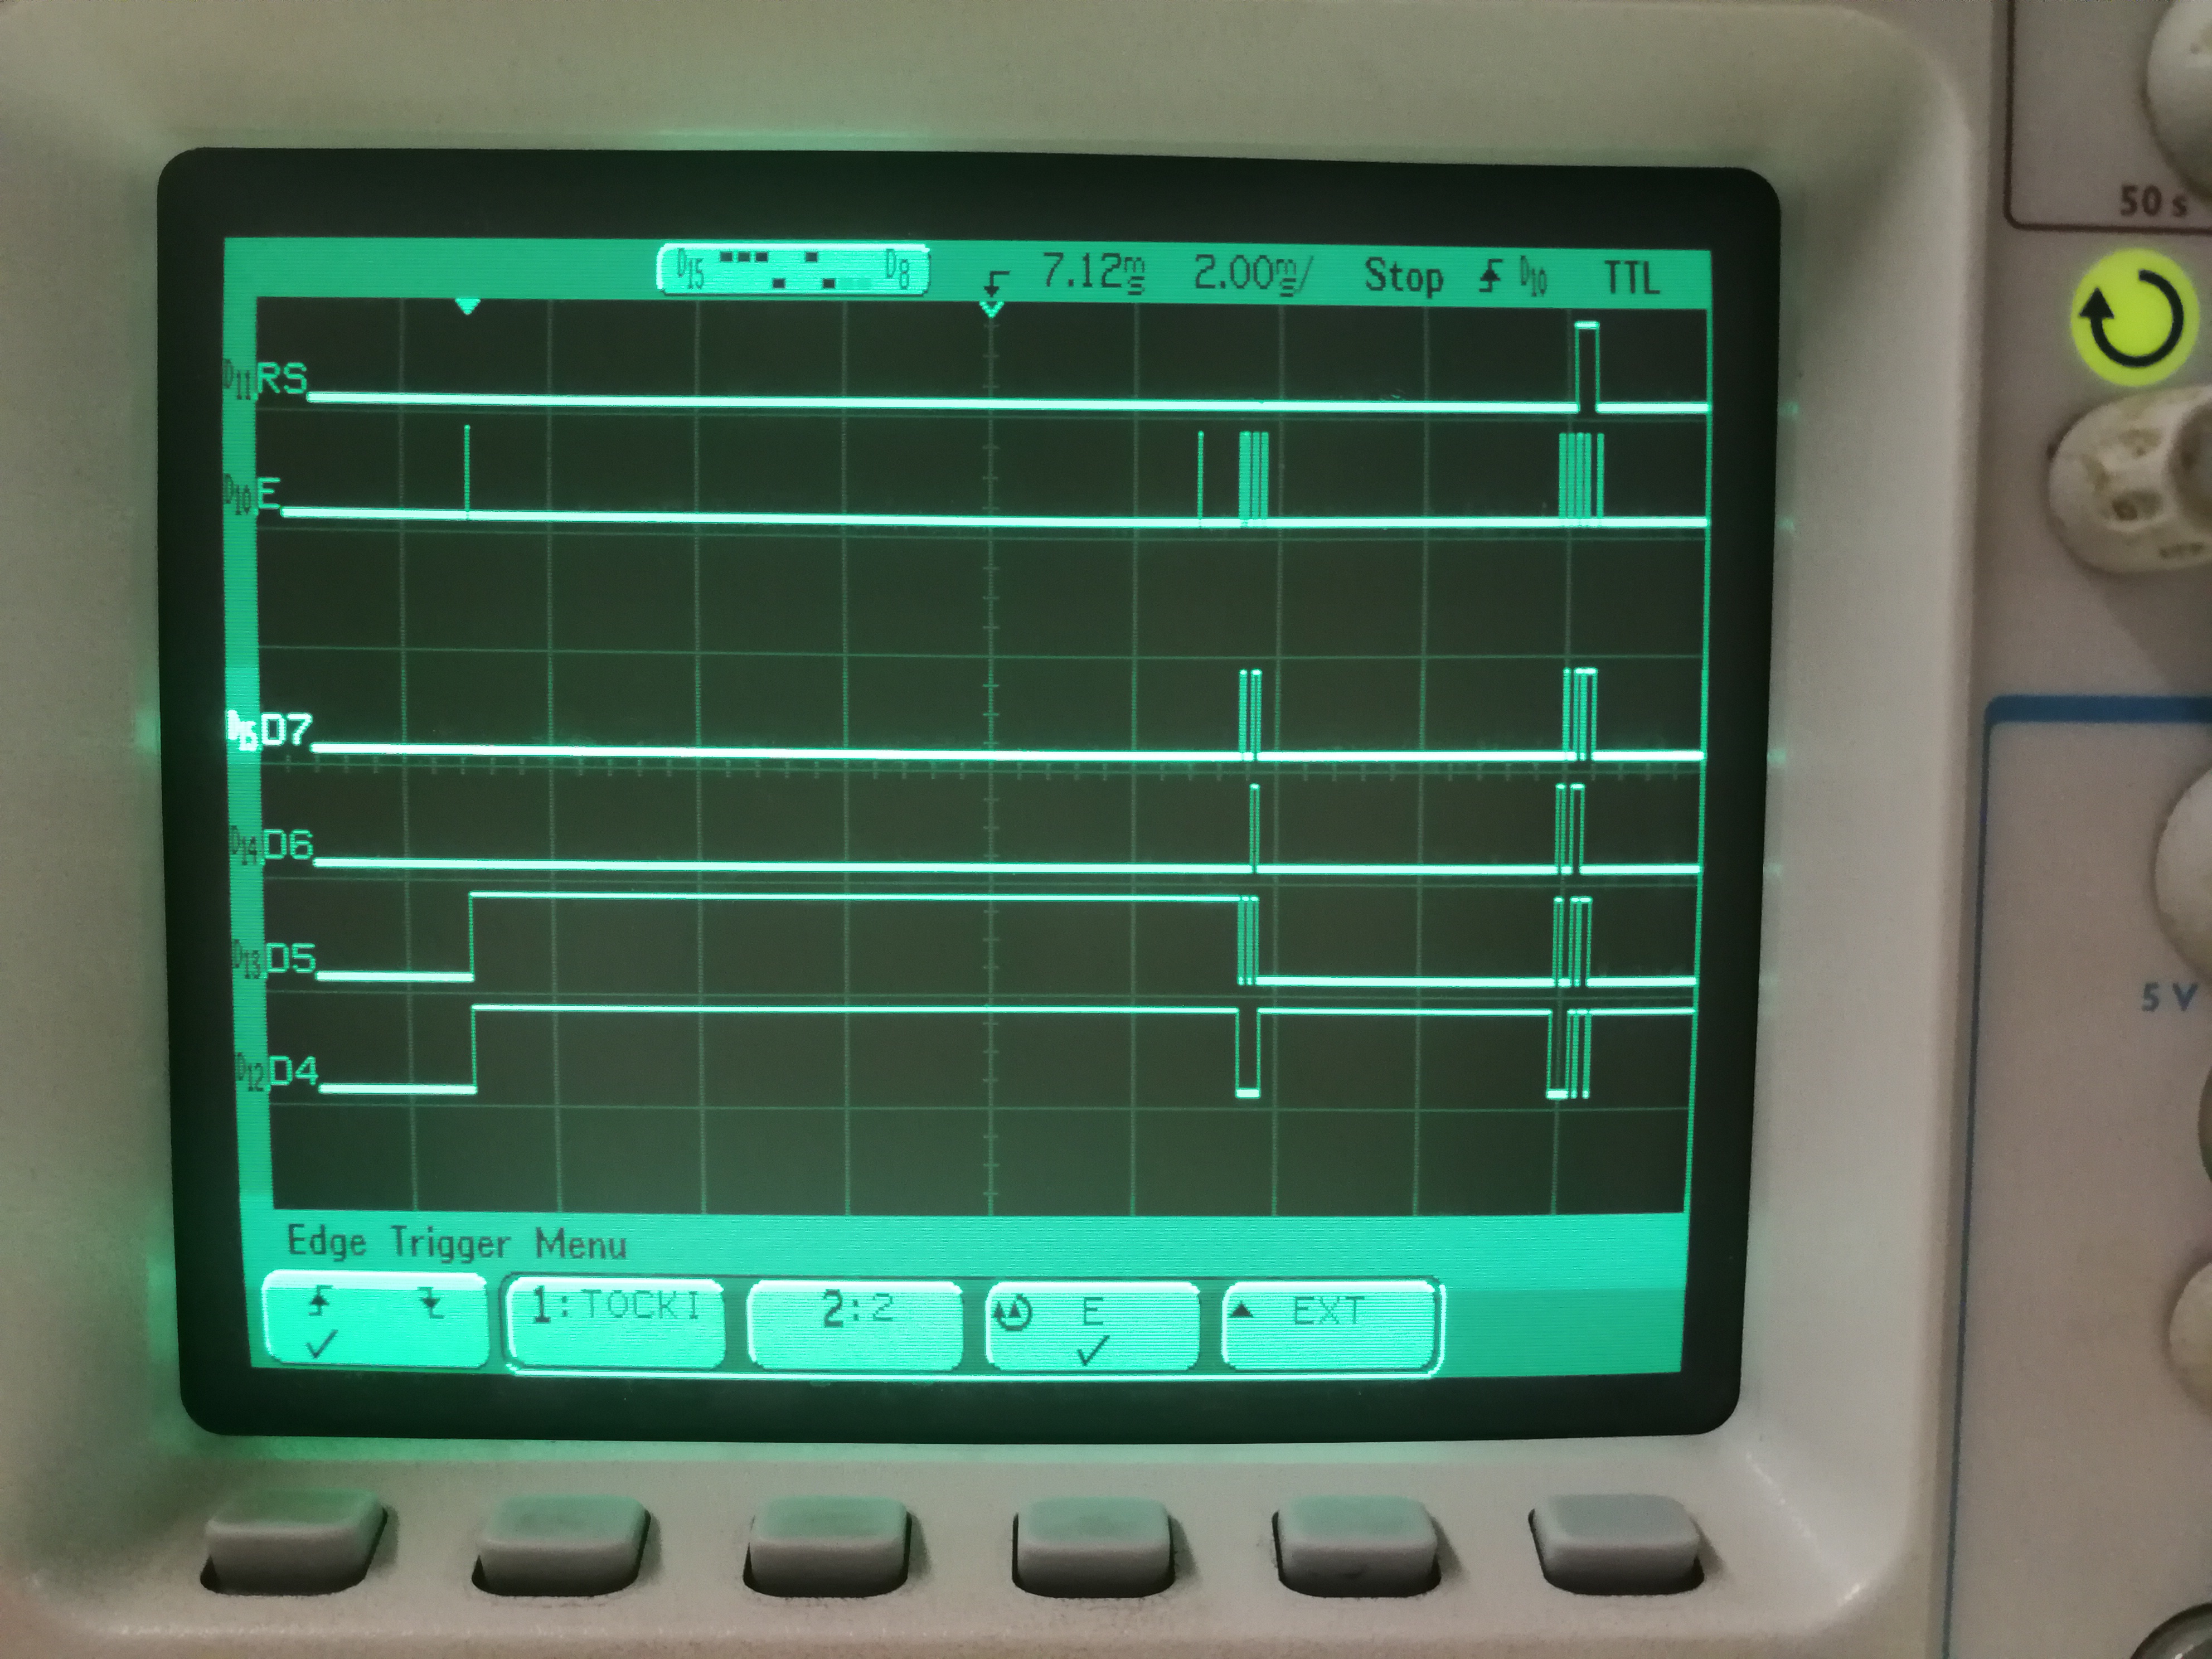 50 s
D15 D8 7.12ms 2.00ms/ Stop D10 TTL
D11 RS
D10 E
D15 D7
D14 D6
D13 D5
D12 D4
5 V
Edge Trigger Menu
1:TOCKI 2:2 E EXT